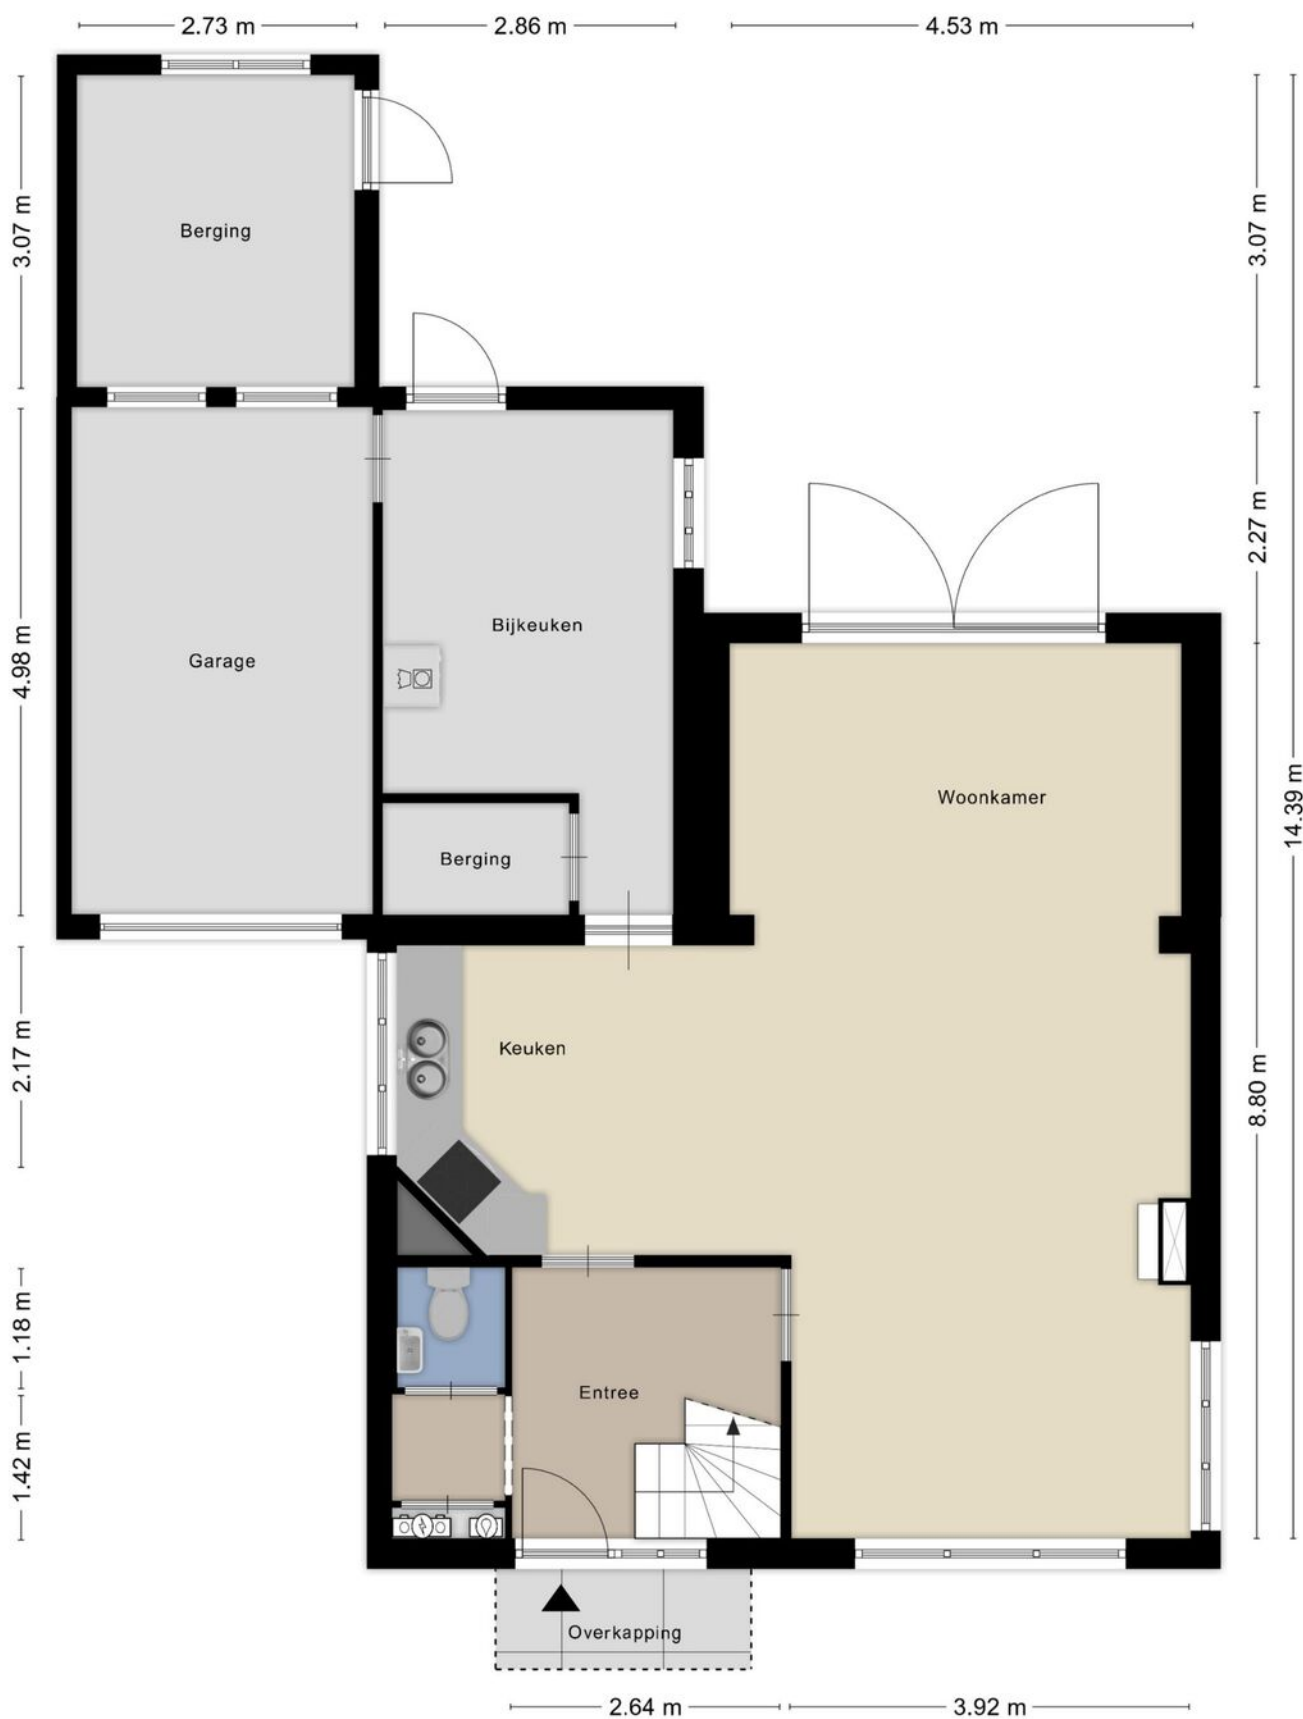 2.73 m
2.86 m
4.53 m
3.07 m
3.07 m
Berging
2.27 m
4.98 m
Bijkeuken
Garage
Woonkamer
14.39 m
Berging
2.17 m
Keuken
8.80 m
1.18 m
Entree
1.42 m
Overkapping
2.64 m
3.92 m